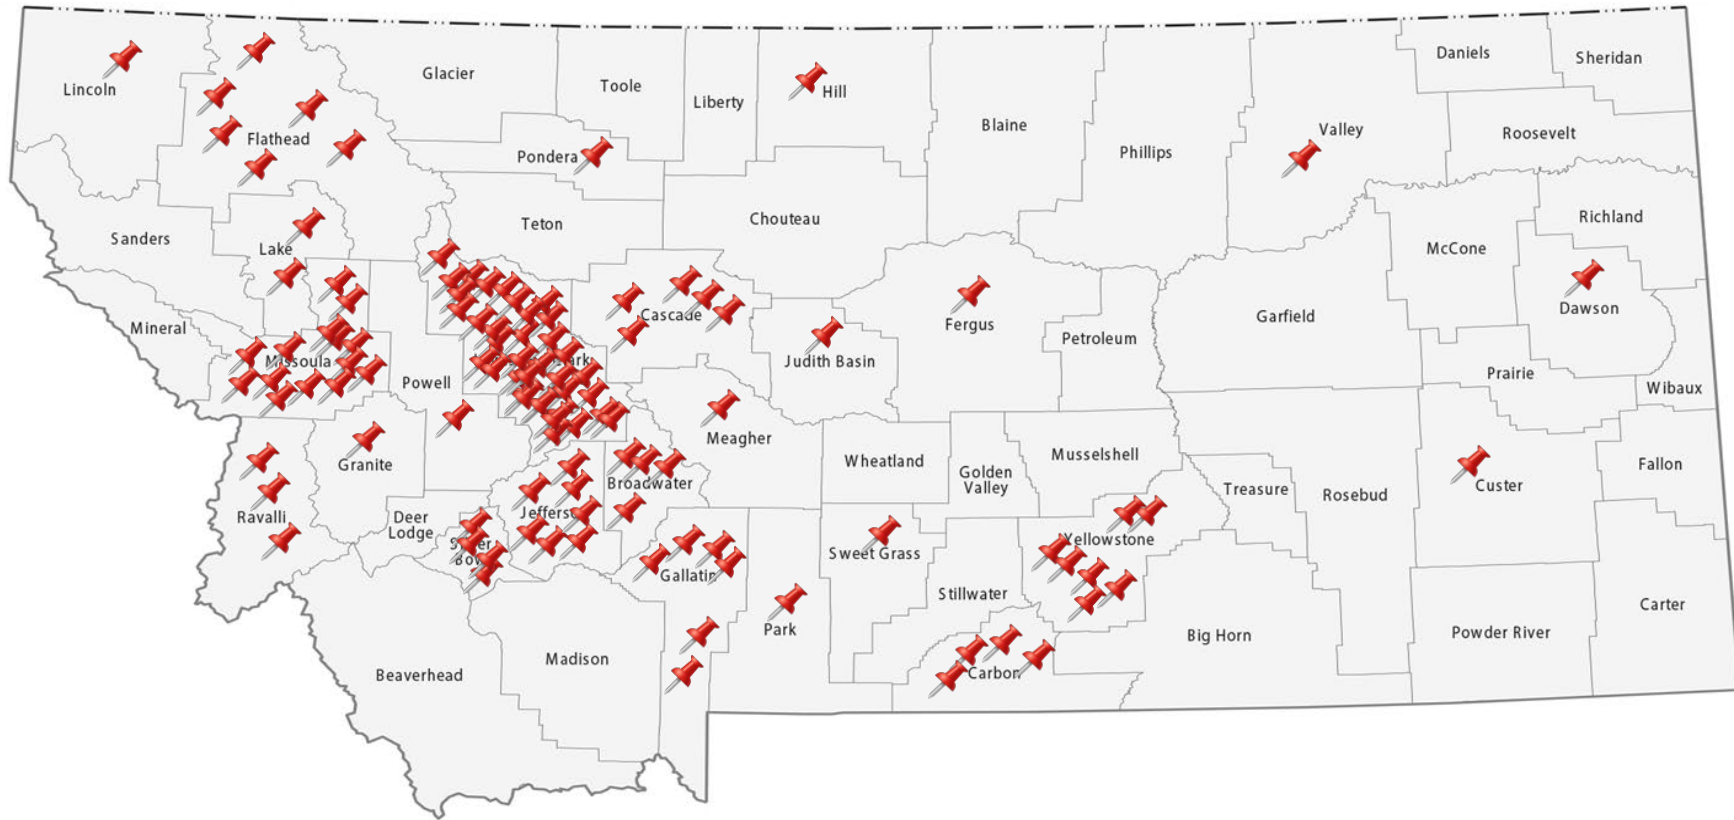 Daniels
Sheridan
Glacier
Toole
Liberty
Hill
Lincoln
Blaine
Valley
Roosevelt
Flathead
Pondera
Phillips
Teton
Chouteau
Richland
Sanders
Lake
McCone
Mineral
Cascade
Fergus
Garfield
Dawson
Petroleum
Missoula
Judith Basin
Powell
Prairie
Wibaux
Meagher
Granite
Wheatland
Golden
Valley
Musselshell
Fallon
Broadwater
Treasure
Rosebud
Custer
Ravalli
Deer
Lodge
Yellowstone
Sweet Grass
Gallatin
Stillwater
Carter
Park
Big Horn
Powder River
Madison
Beaverhead
Carbon